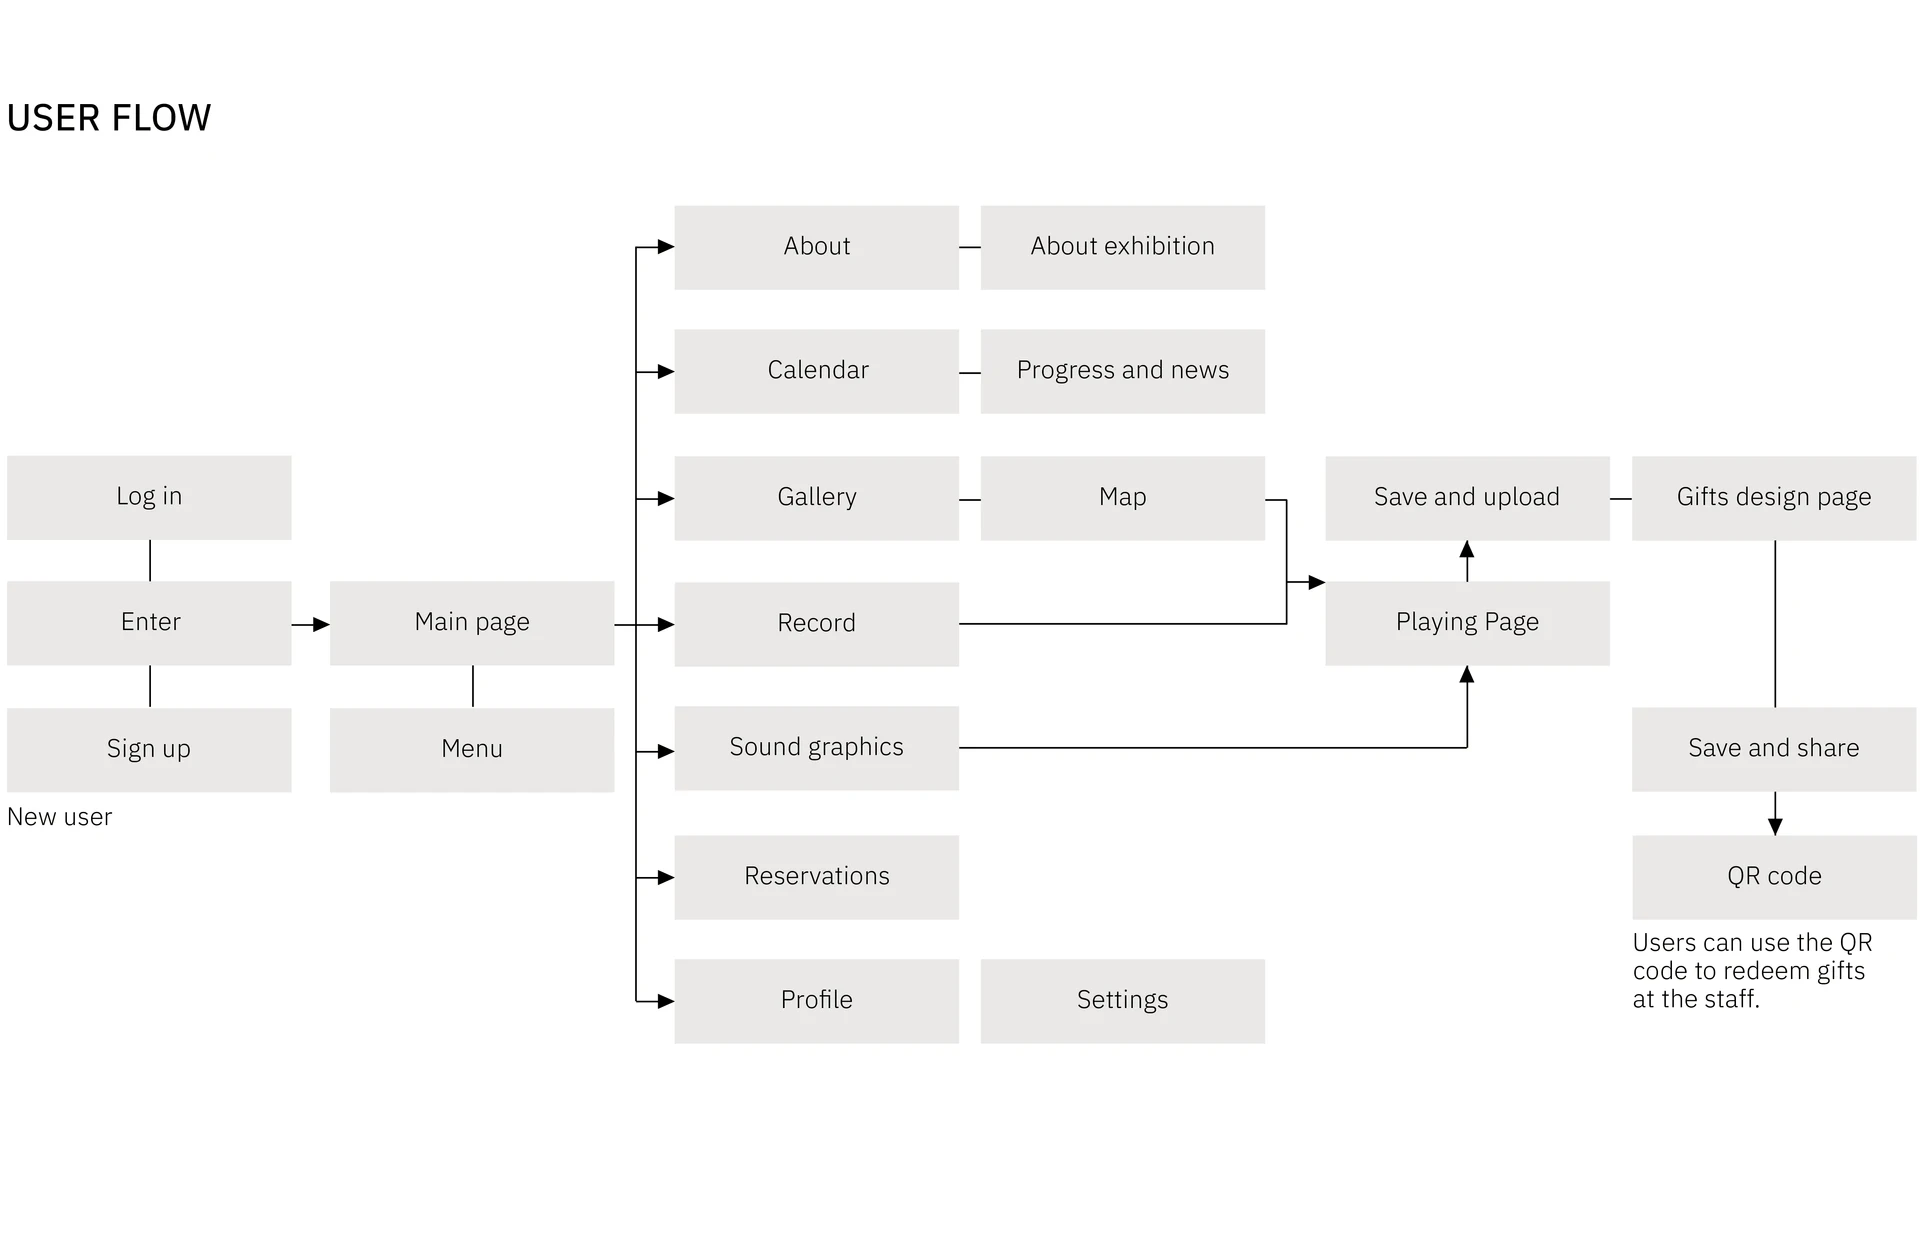 USER FLOW
About
About exhibition
Calendar
Progress and news
Log in
Gallery
Map
Save and upload
Gifts design page
Enter
Main page
Record
Playing Page
Sign up
Menu
Sound graphics
Save and share
New user
Reservations
QR code
Users can use the QR
code to redeem gifts
at the staff.
Profile
Settings